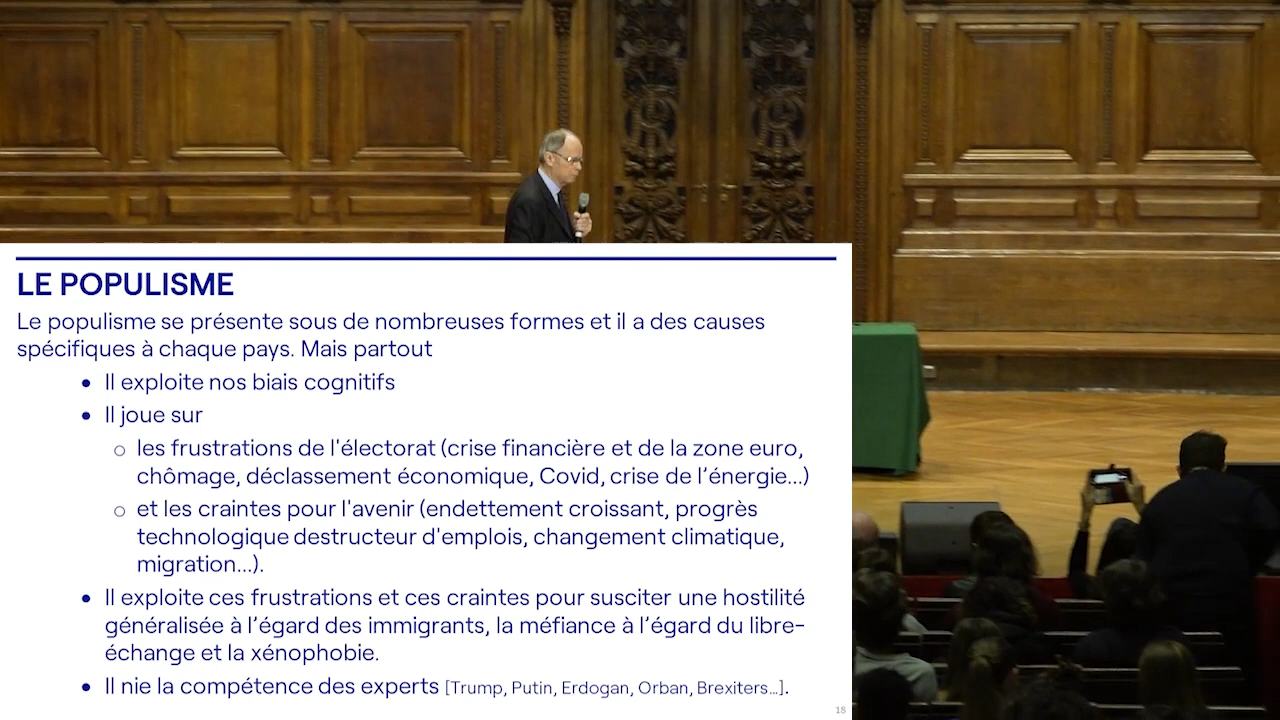 LE POPULISME
Le populisme se présente sous de nombreuses formes et il a des causes
spécifiques à chaque pays. Mais partout
• Il exploite nos biais cognitifs
• Il joue sur
o les frustrations de l'électorat (crise financière et de la zone euro,
chômage, déclassement économique, Covid, crise de l’énergie...)
o et les craintes pour l'avenir (endettement croissant, progrès
technologique destructeur d'emplois, changement climatique,
migration...).
• Il exploite ces frustrations et ces craintes pour susciter une hostilité
généralisée à l’égard des immigrants, la méfiance à l’égard du libre-
échange et la xénophobie.
• Il nie la compétence des experts [Trump, Putin, Erdogan, Orban, Brexiters...].
18